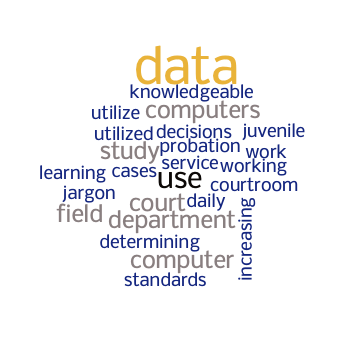 data
knowledgeable
utilize computers
utilized decisions juvenile
study probation work
learning cases service working
jargon use courtroom
field court daily
department increasing
determining
computer
standards